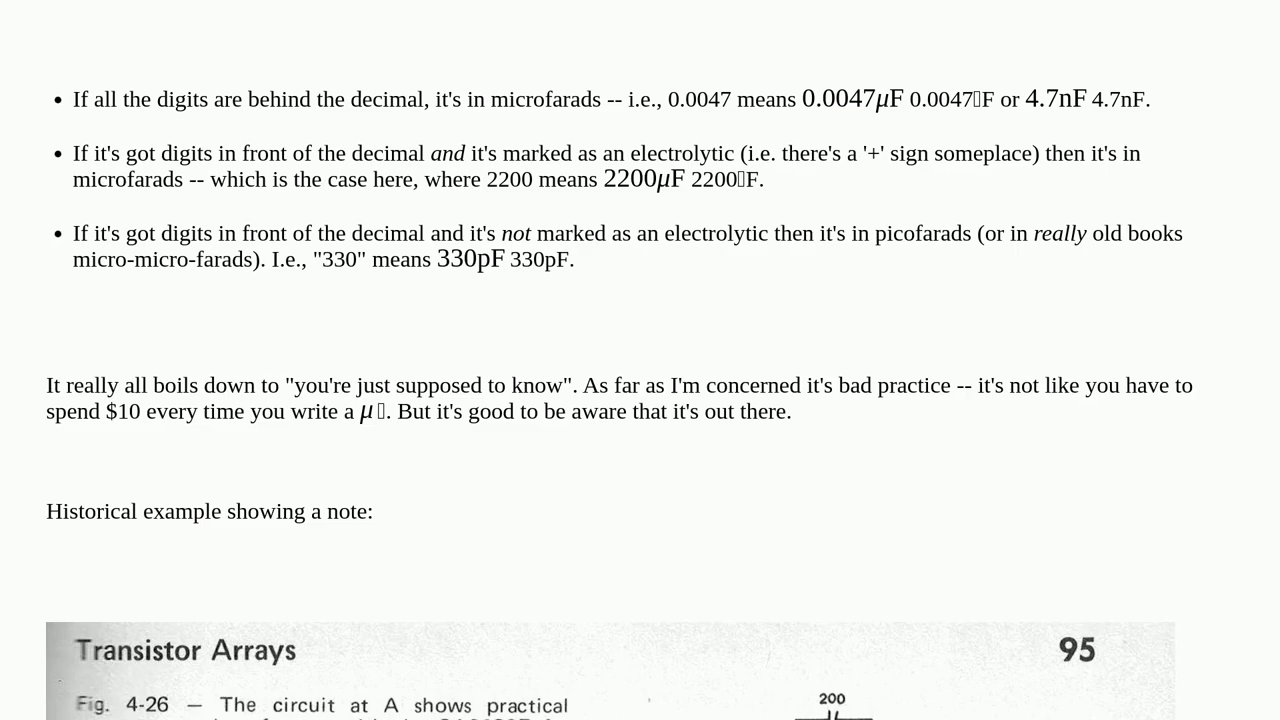 • If all the digits are behind the decimal, it's in microfarads -- i.e., 0.0047 means 0.0047μF 0.0047▯F or 4.7nF 4.7nF.
• If it's got digits in front of the decimal and it's marked as an electrolytic (i.e. there's a '+' sign someplace) then it's in
microfarads -- which is the case here, where 2200 means 2200μF 2200▯F.
• If it's got digits in front of the decimal and it's not marked as an electrolytic then it's in picofarads (or in really old books
micro-micro-farads). I.e., "330" means 330pF 330pF.
It really all boils down to "you're just supposed to know". As far as I'm concerned it's bad practice -- it's not like you have to
spend $10 every time you write a μ ▯. But it's good to be aware that it's out there.
Historical example showing a note:
Transistor Arrays 95
Fig. 4-26 — The circuit at A shows practical
200